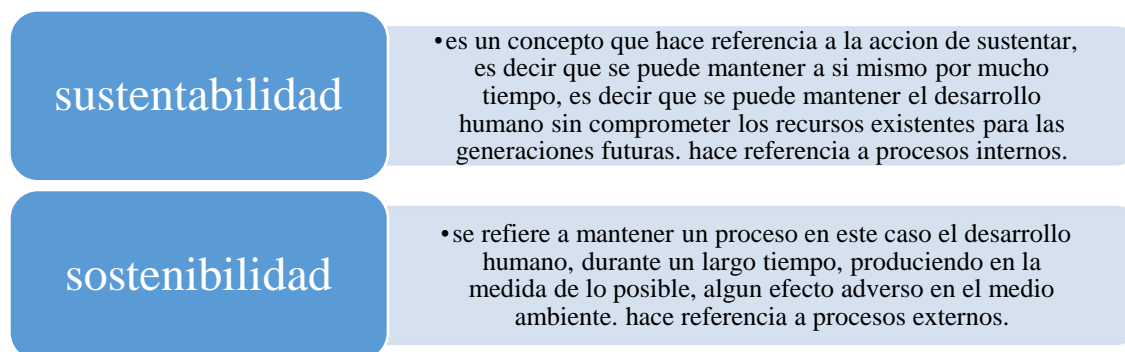 sustentabilidad
•es un concepto que hace referencia a la accion de sustentar,
es decir que se puede mantener a si mismo por mucho
tiempo, es decir que se puede mantener el desarrollo
humano sin comprometer los recursos existentes para las
generaciones futuras. hace referencia a procesos internos.
sostenibilidad
•se refiere a mantener un proceso en este caso el desarrollo
humano, durante un largo tiempo, produciendo en la
medida de lo posible, algun efecto adverso en el medio
ambiente. hace referencia a procesos externos.